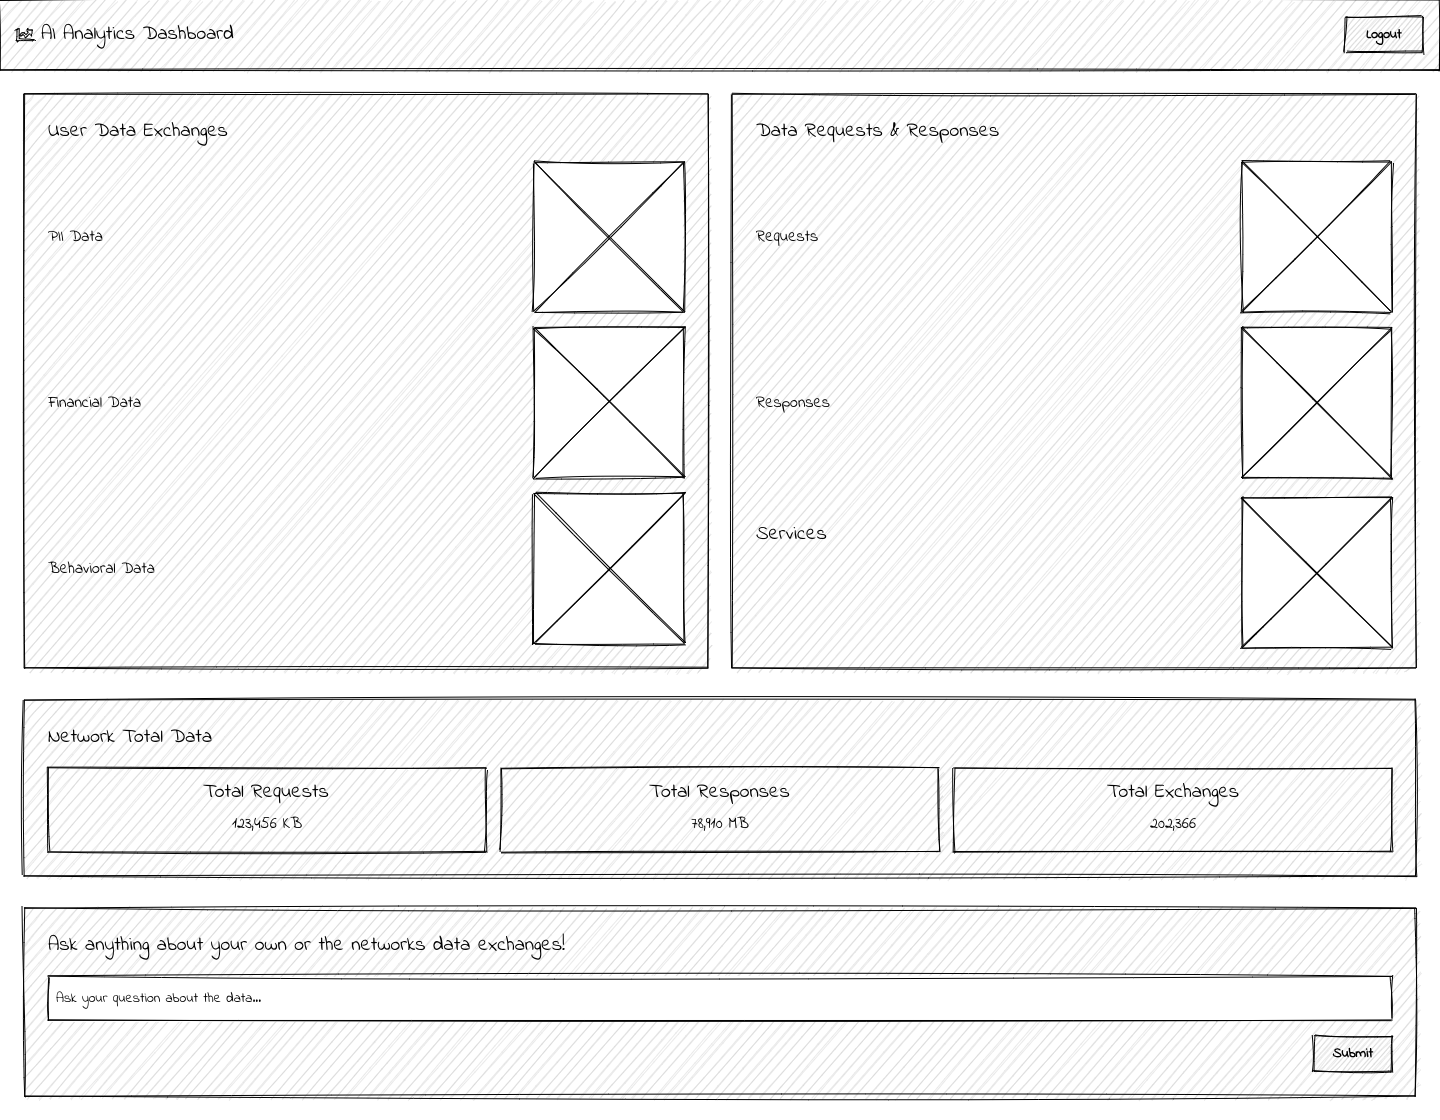 AI Analytics Dashboard
Logout
User Data Exchanges
PII Data
Financial Data
Behavioral Data
Data Requests & Responses
Requests
Responses
Services
Network Total Data
Total Requests
123,456 KB
Total Responses
78,910 MB
Total Exchanges
202,366
Ask anything about your own or the networks data exchanges!
Ask your question about the data...
Submit